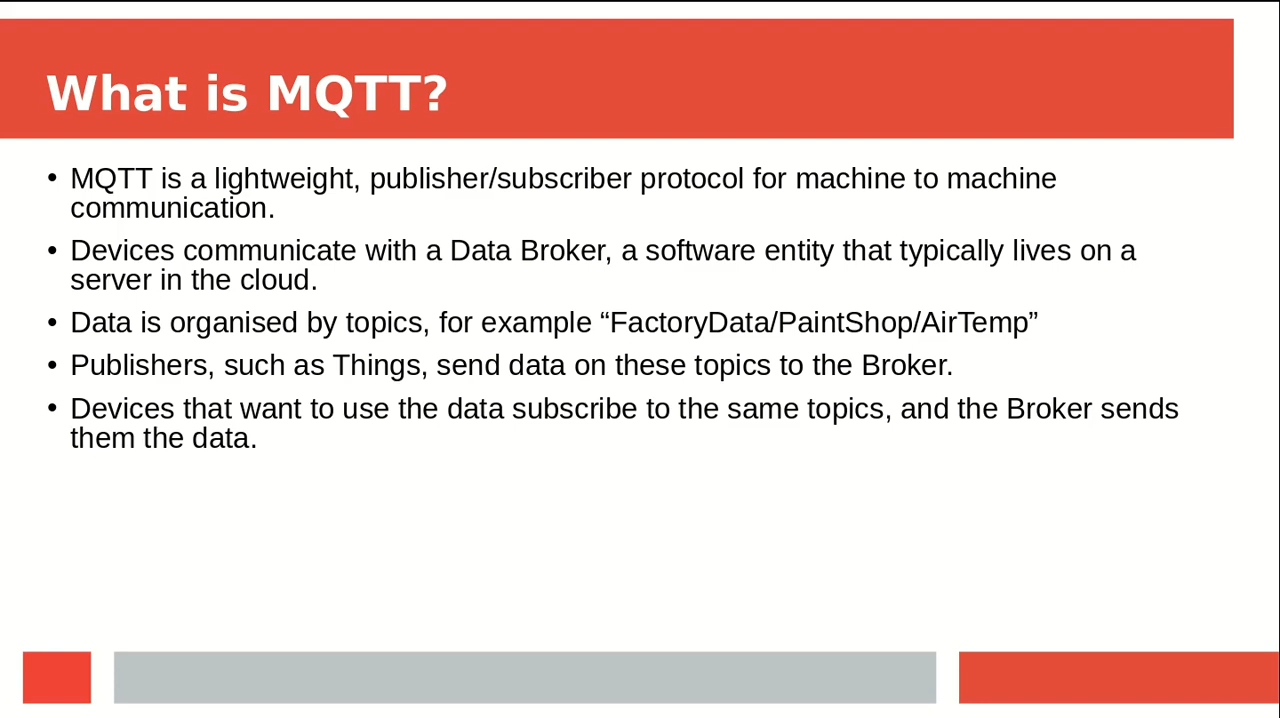 What is MQTT?
• MQTT is a lightweight, publisher/subscriber protocol for machine to machine
communication.
• Devices communicate with a Data Broker, a software entity that typically lives on a
server in the cloud.
• Data is organised by topics, for example “FactoryData/PaintShop/AirTemp”
• Publishers, such as Things, send data on these topics to the Broker.
• Devices that want to use the data subscribe to the same topics, and the Broker sends
them the data.